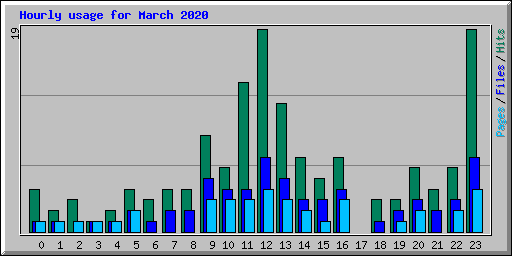 Hourly usage for March 2020
19
Pages/Files/Hits
0 1 2 3 4 5 6 7 8 9 10 11 12 13 14 15 16 17 18 19 20 21 22 23